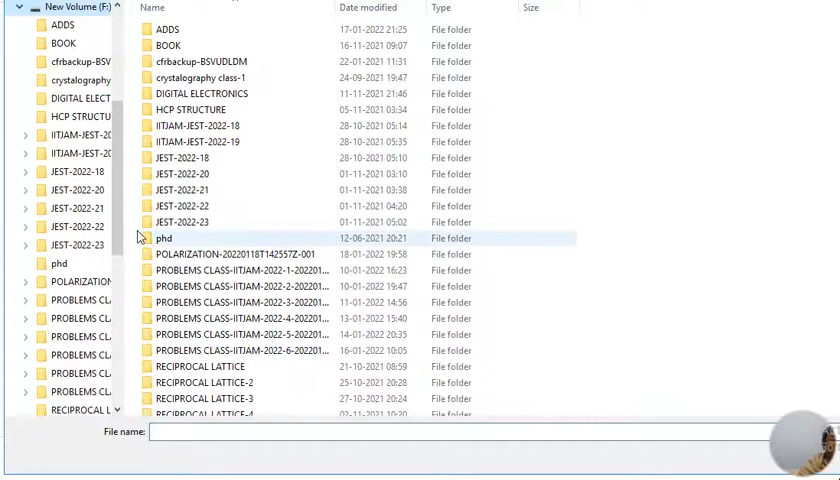 New Volume (F:)
ADDS
BOOK
cfrbackup-BSV
crystalography
DIGITAL ELECT
HCP STRUCTU
IITJAM-JEST-20
IITJAM-JEST-20
JEST-2022-18
JEST-2022-20
JEST-2022-21
JEST-2022-22
JEST-2022-23
phd
POLARIZATION
PROBLEMS CL
PROBLEMS CL
PROBLEMS CL
PROBLEMS CL
PROBLEMS CL
PROBLEMS CL
RECIPROCAL L
Name Date modified Type Size
ADDS 17-01-2022 21:25 File folder
BOOK 16-11-2021 09:07 File folder
cfrbackup-BSVUDLDM 22-01-2022 11:31 File folder
crystalography class-1 24-09-2021 19:47 File folder
DIGITAL ELECTRONICS 11-11-2021 21:46 File folder
HCP STRUCTURE 05-11-2021 03:34 File folder
IITJAM-JEST-2022-18 28-10-2021 05:14 File folder
IITJAM-JEST-2022-19 28-10-2021 05:35 File folder
JEST-2022-18 28-10-2021 05:10 File folder
JEST-2022-20 01-11-2021 03:10 File folder
JEST-2022-21 01-11-2021 03:38 File folder
JEST-2022-22 01-11-2021 04:20 File folder
JEST-2022-23 01-11-2021 05:02 File folder
phd 12-06-2021 20:21 File folder
POLARIZATION-20220118T142557Z-001 18-01-2022 19:58 File folder
PROBLEMS CLASS-IITJAM-2022-1-202201... 10-01-2022 16:23 File folder
PROBLEMS CLASS-IITJAM-2022-2-202201... 10-01-2022 19:47 File folder
PROBLEMS CLASS-IITJAM-2022-3-202201... 11-01-2022 14:56 File folder
PROBLEMS CLASS-IITJAM-2022-4-202201... 13-01-2022 15:40 File folder
PROBLEMS CLASS-IITJAM-2022-5-202201... 14-01-2022 20:35 File folder
PROBLEMS CLASS-IITJAM-2022-6-202201... 16-01-2022 10:05 File folder
RECIPROCAL LATTICE 21-10-2021 08:59 File folder
RECIPROCAL LATTICE-2 25-10-2021 20:28 File folder
RECIPROCAL LATTICE-3 27-10-2021 20:24 File folder
RECIPROCAL LATTICE-4 02-11-2021 10:20 File folder
File name: